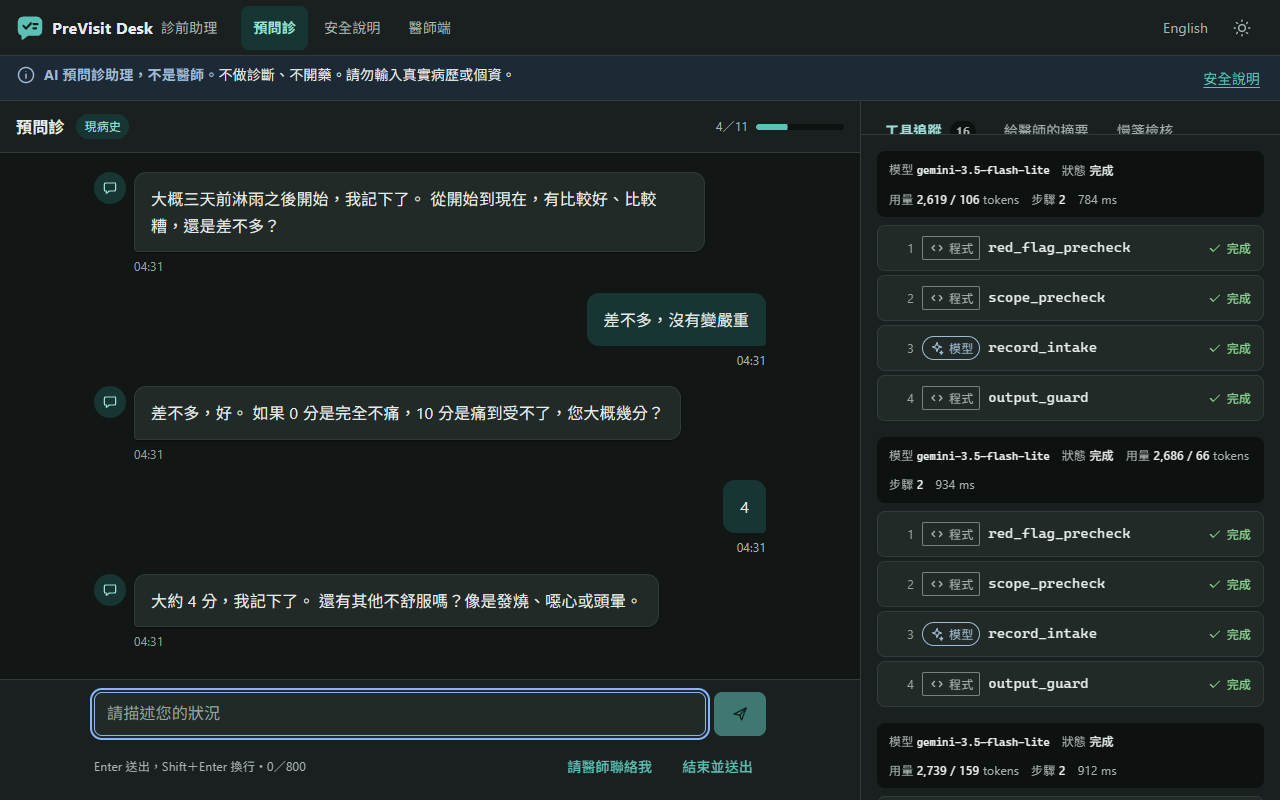 PreVisit Desk 診前助理 預問診 安全說明 醫師端 English
AI 預問診助理，不是醫師。不做診斷、不開藥。請勿輸入真實病歷或個資。 安全說明
預問診 現病史 4／11
大概三天前淋雨之後開始，我記下了。 從開始到現在，有比較好、比較
糟，還是差不多？
04:31
差不多，沒有變嚴重
04:31
差不多，好。 如果 0 分是完全不痛，10 分是痛到受不了，您大概幾分？
04:31
4
04:31
大約 4 分，我記下了。 還有其他不舒服嗎？像是發燒、噁心或頭暈。
04:31
請描述您的狀況
Enter 送出，Shift＋Enter 換行・0／800 請醫師聯絡我 結束並送出
工具追蹤 16 給醫師的摘要 慢箋檢核
模型 gemini-3.5-flash-lite 狀態 完成
用量 2,619 / 106 tokens 步驟 2 784 ms
1 程式 red_flag_precheck 完成
2 程式 scope_precheck 完成
3 模型 record_intake 完成
4 程式 output_guard 完成
模型 gemini-3.5-flash-lite 狀態 完成 用量 2,686 / 66 tokens
步驟 2 934 ms
1 程式 red_flag_precheck 完成
2 程式 scope_precheck 完成
3 模型 record_intake 完成
4 程式 output_guard 完成
模型 gemini-3.5-flash-lite 狀態 完成
用量 2,739 / 159 tokens 步驟 2 912 ms